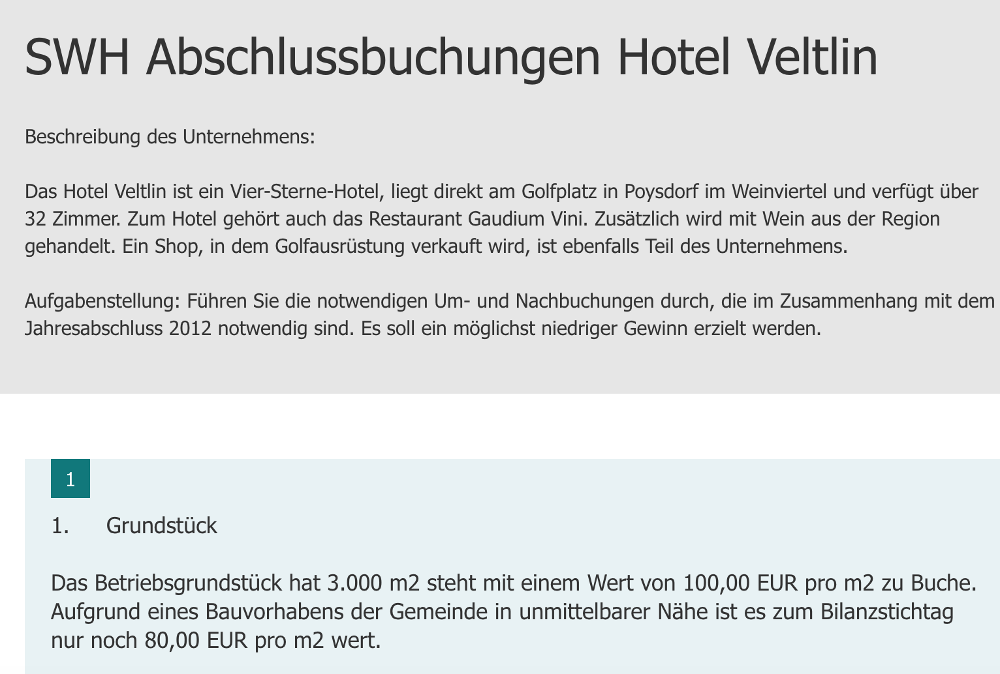 SWH Abschlussbuchungen Hotel Veltlin
Beschreibung des Unternehmens:
Das Hotel Veltlin ist ein Vier-Sterne-Hotel, liegt direkt am Golfplatz in Poysdorf im Weinviertel und verfügt über
32 Zimmer. Zum Hotel gehört auch das Restaurant Gaudium Vini. Zusätzlich wird mit Wein aus der Region
gehandelt. Ein Shop, in dem Golfausrüstung verkauft wird, ist ebenfalls Teil des Unternehmens.
Aufgabenstellung: Führen Sie die notwendigen Um- und Nachbuchungen durch, die im Zusammenhang mit dem
Jahresabschluss 2012 notwendig sind. Es soll ein möglichst niedriger Gewinn erzielt werden.
1
1. Grundstück
Das Betriebsgrundstück hat 3.000 m2 steht mit einem Wert von 100,00 EUR pro m2 zu Buche.
Aufgrund eines Bauvorhabens der Gemeinde in unmittelbarer Nähe ist es zum Bilanzstichtag
nur noch 80,00 EUR pro m2 wert.